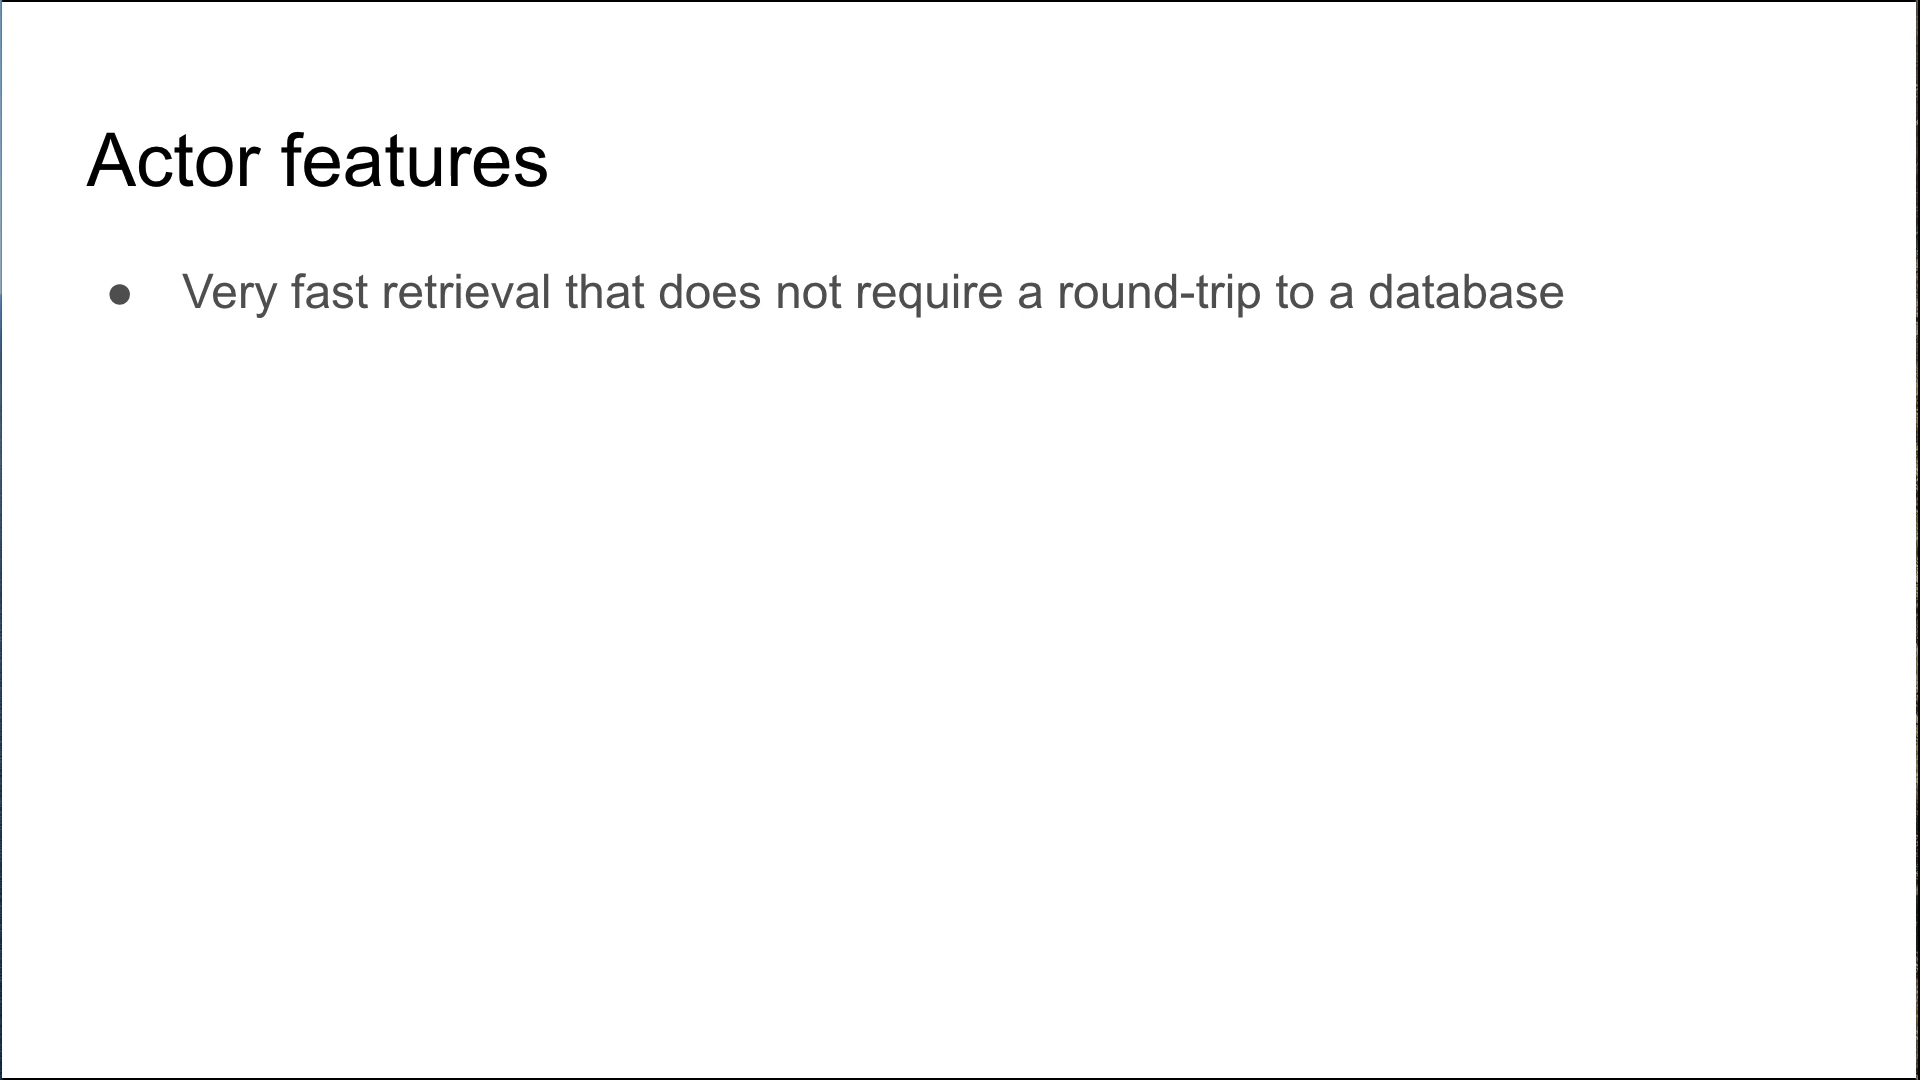 Actor features
● Very fast retrieval that does not require a round-trip to a database